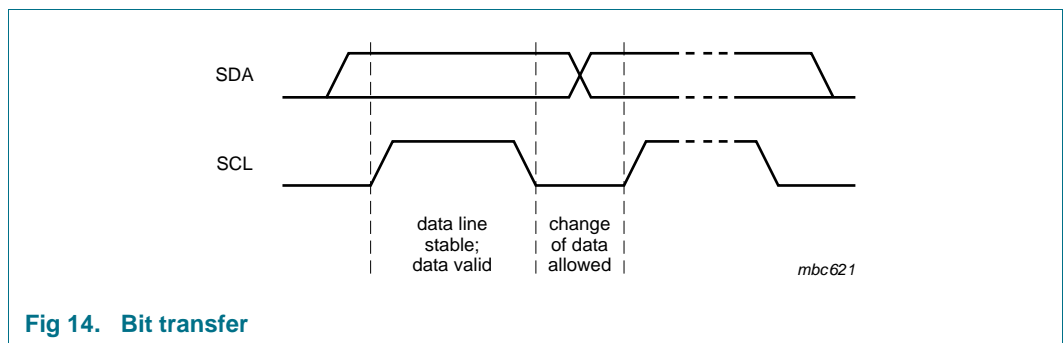 SDA
SCL
data line
stable;
data valid
change
of data
allowed
mbc621
Fig 14. Bit transfer